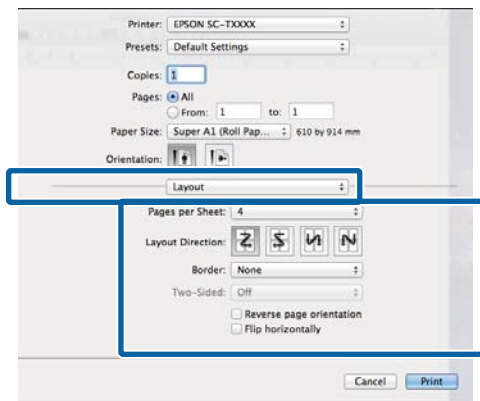 Printer: EPSON SC-TXXXX
Presets: Default Settings
Copies: 1
Pages: All
From: 1 to: 1
Paper Size: Super A1 (Roll Pap... 610 by 914 mm
Orientation:
Layout
Pages per Sheet: 4
Layout Direction:
Border: None
Two-Sided: Off
Reverse page orientation
Flip horizontally
Cancel Print